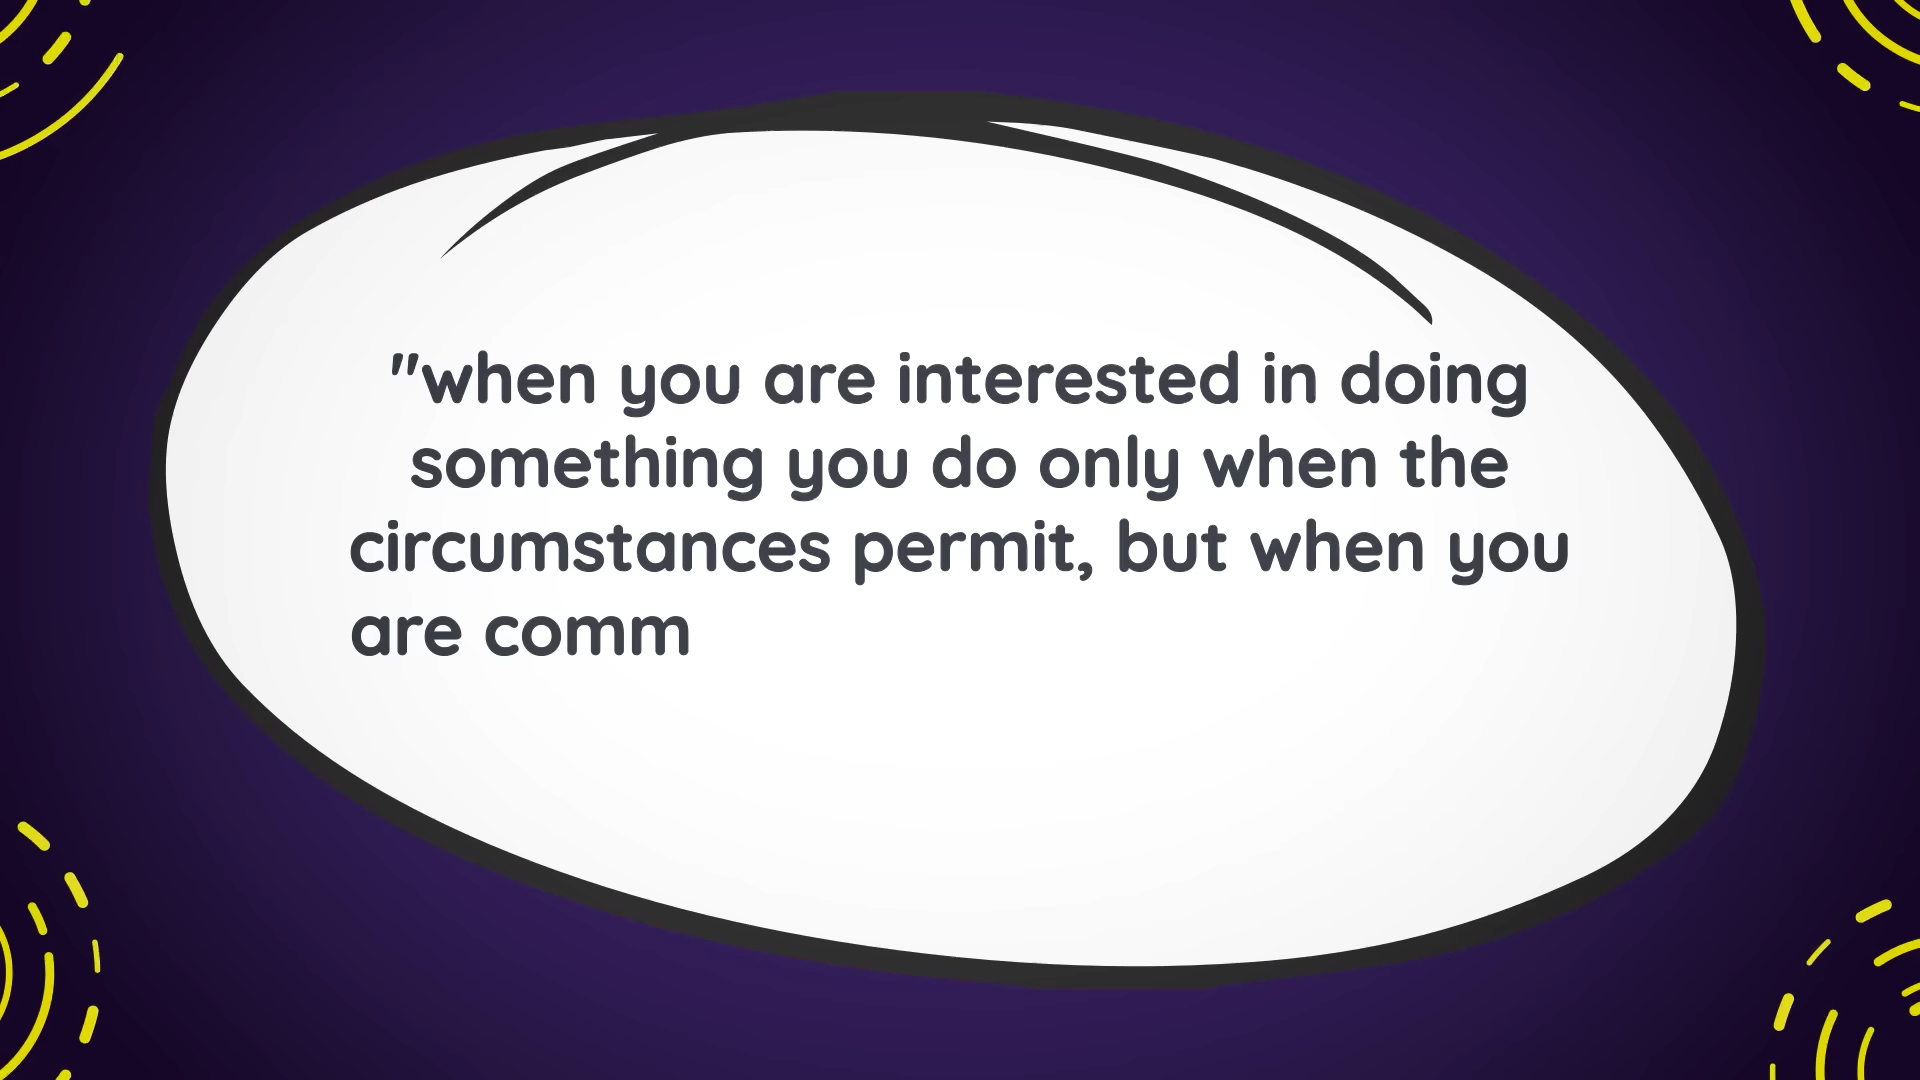 "when you are interested in doing
something you do only when the
circumstances permit, but when you
are comm